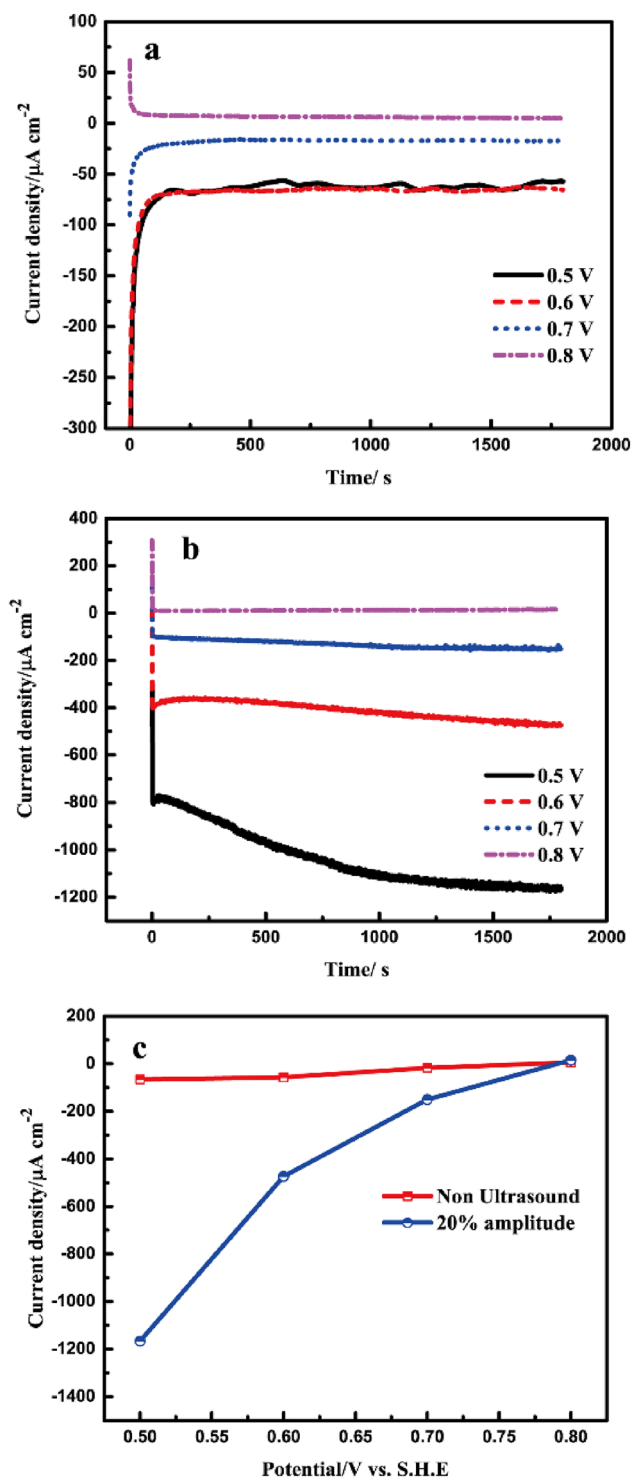 a
100
50
0
-50
-100
-150
-200
-250
-300
Current density/μA cm⁻²
0.5 V
0.6 V
0.7 V
0.8 V
0 500 1000 1500 2000
Time/ s
b
400
200
0
-200
-400
-600
-800
-1000
-1200
Current density/μA cm⁻²
0.5 V
0.6 V
0.7 V
0.8 V
0 500 1000 1500 2000
Time/ s
c
200
0
-200
-400
-600
-800
-1000
-1200
-1400
Current density/μA cm⁻²
Non Ultrasound
20% amplitude
0.50 0.55 0.60 0.65 0.70 0.75 0.80
Potential/V vs. S.H.E